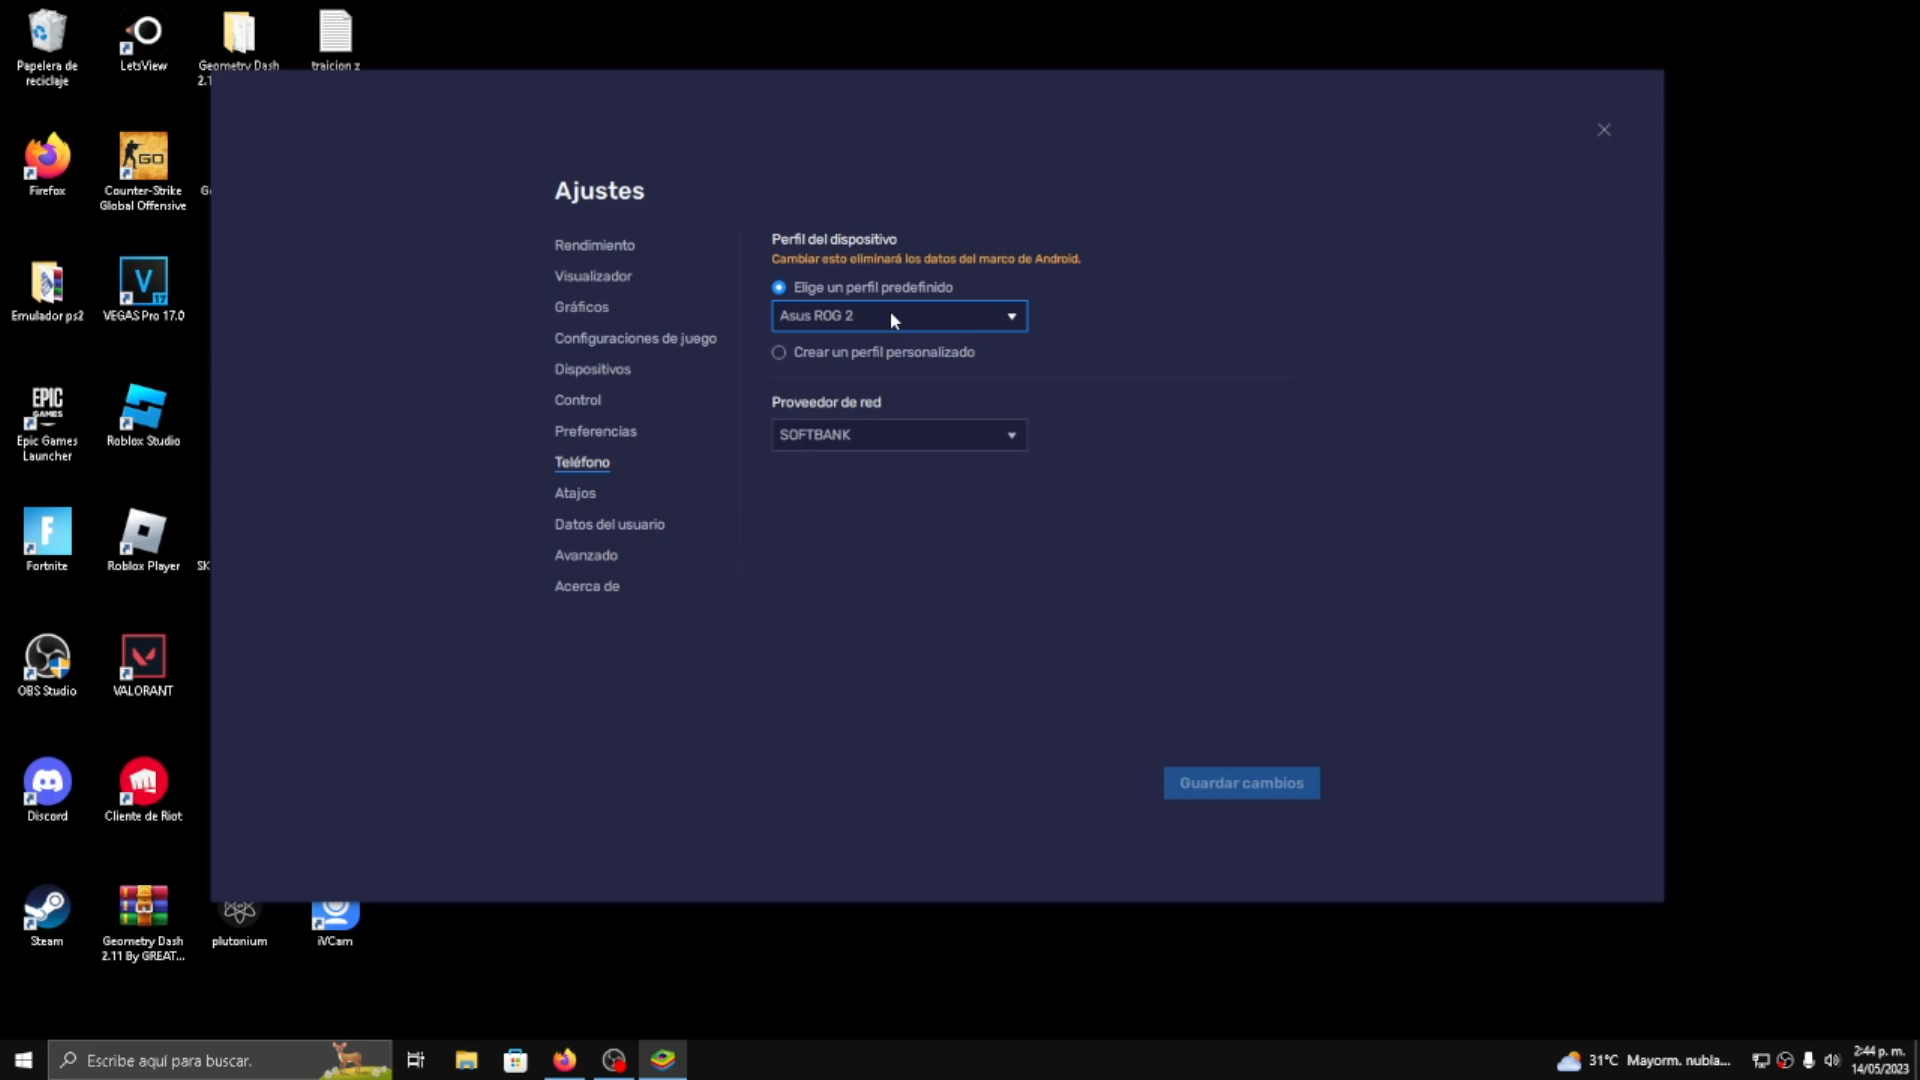 Papelera de
reciclaje
LetsView
Geometry Dash
2.1
traicion z
Firefox
Counter-Strike
Global Offensive
GO
Emulador ps2
VEGAS Pro 17.0
V
17
EPIC
GAMES
Epic Games
Launcher
Roblox Studio
F
Fortnite
Roblox Player
SK
OBS Studio
VALORANT
Discord
Cliente de Riot
Steam
Geometry Dash
2.11 By GREAT...
plutonium
iVCam
Ajustes
Rendimiento
Visualizador
Gráficos
Configuraciones de juego
Dispositivos
Control
Preferencias
Teléfono
Atajos
Datos del usuario
Avanzado
Acerca de
Perfil del dispositivo
Cambiar esto eliminará los datos del marco de Android.
Elige un perfil predefinido
Asus ROG 2
Crear un perfil personalizado
Proveedor de red
SOFTBANK
Guardar cambios
Escribe aquí para buscar.
31°C Mayorm. nubla...
2:44 p. m.
14/05/2023